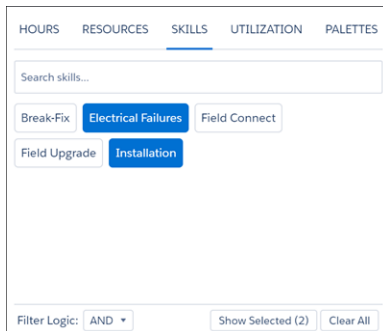 HOURS RESOURCES SKILLS UTILIZATION PALETTES
Search skills...
Break-Fix Electrical Failures Field Connect
Field Upgrade Installation
Filter Logic: AND Show Selected (2) Clear All